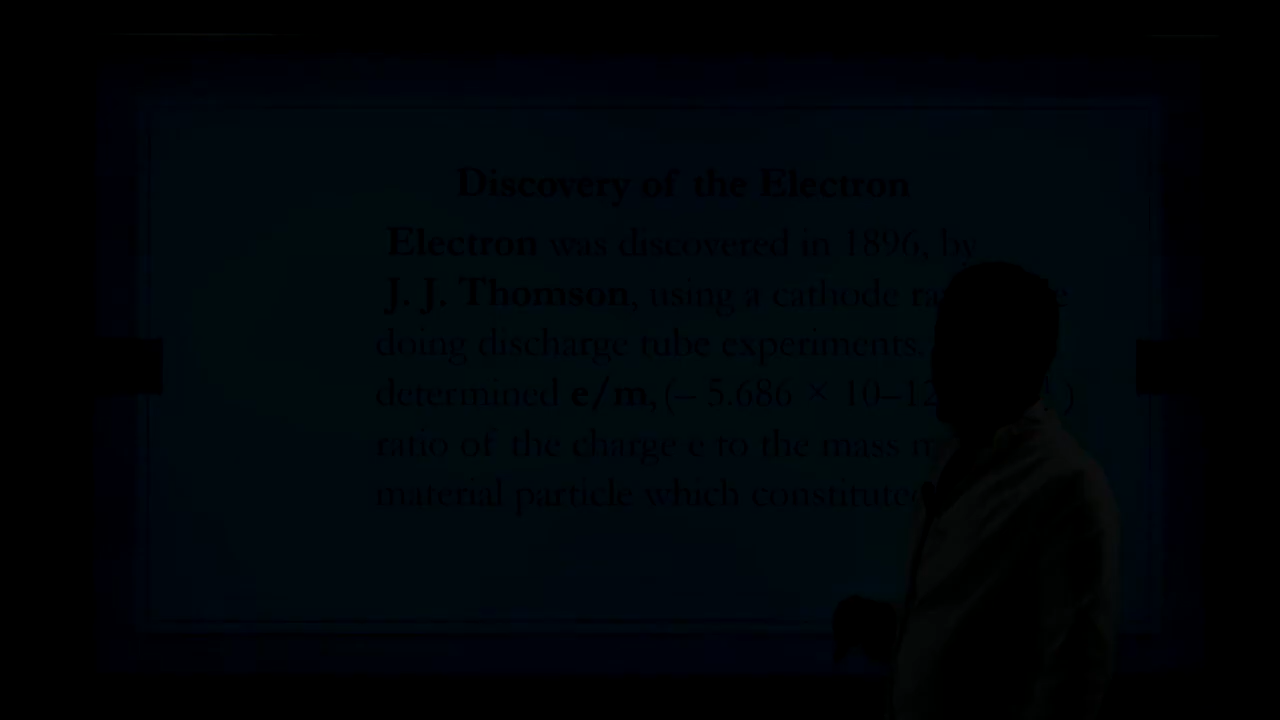 Discovery of the Electron
Electron was discovered in 1896, by
J. J. Thomson, using a cathode
doing discharge tube experiments.
determined e/m, (– 5.686 × 10–12 )
ratio of the charge e to the mass
material particle which constituted